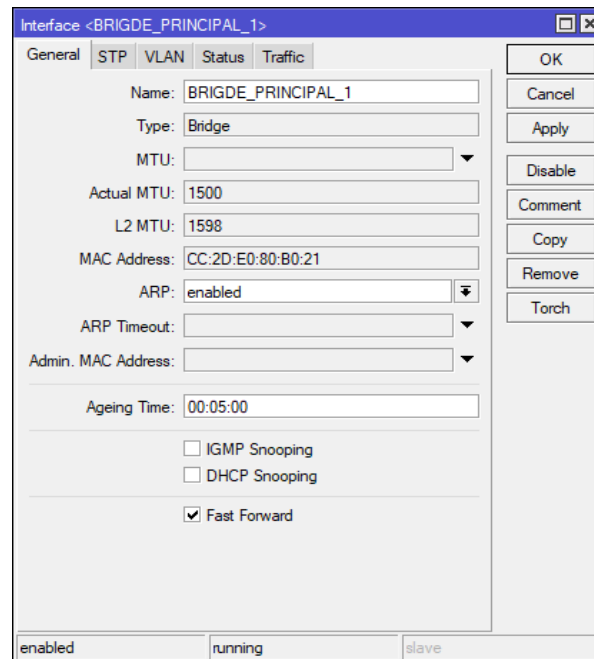 Interface <BRIGDE_PRINCIPAL_1>
General STP VLAN Status Traffic
Name: BRIGDE_PRINCIPAL_1
Type: Bridge
MTU:
Actual MTU: 1500
L2 MTU: 1598
MAC Address: CC:2D:E0:80:B0:21
ARP: enabled
ARP Timeout:
Admin. MAC Address:
Ageing Time: 00:05:00
IGMP Snooping
DHCP Snooping
Fast Forward
OK
Cancel
Apply
Disable
Comment
Copy
Remove
Torch
enabled running slave